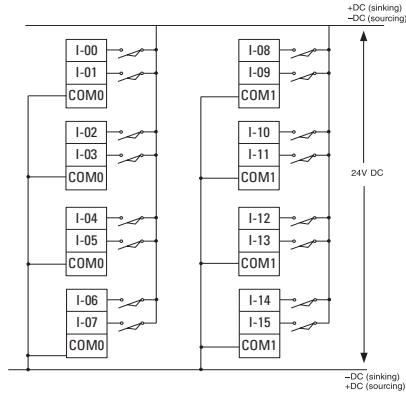 +DC (sinking)
–DC (sourcing)
I-00
I-01
COM0
I-08
I-09
COM1
I-02
I-03
COM0
I-10
I-11
COM1
24V DC
I-04
I-05
COM0
I-12
I-13
COM1
I-06
I-07
COM0
I-14
I-15
COM1
–DC (sinking)
+DC (sourcing)